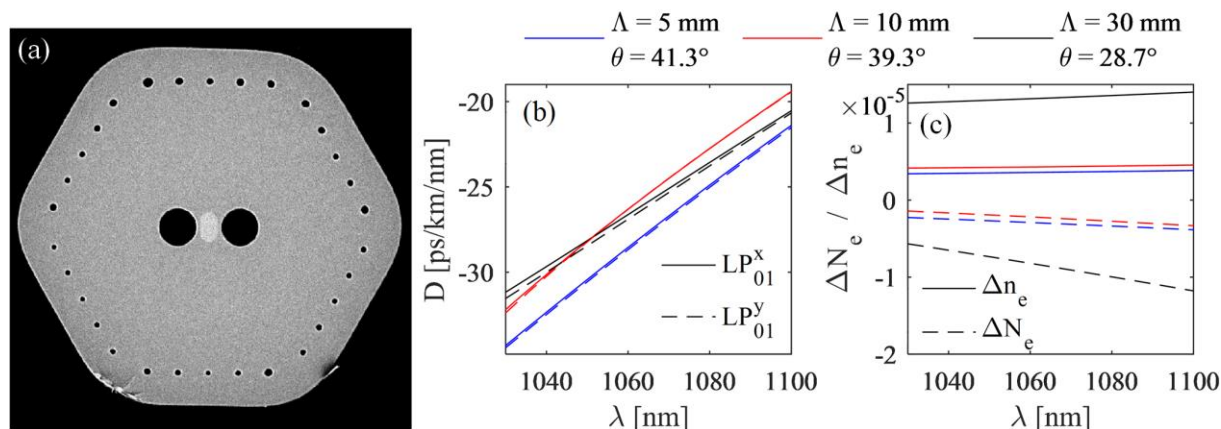 (a)
Λ = 5 mm
θ = 41.3°
Λ = 10 mm
θ = 39.3°
Λ = 30 mm
θ = 28.7°
(b)
D [ps/km/nm]
-20
-25
-30
LP₀₁ˣ
LP₀₁ʸ
1040 1060 1080 1100
λ [nm]
×10⁻⁵
(c)
ΔNₑ / Δnₑ
1
0
-1
-2
Δnₑ
ΔNₑ
1040 1060 1080 1100
λ [nm]